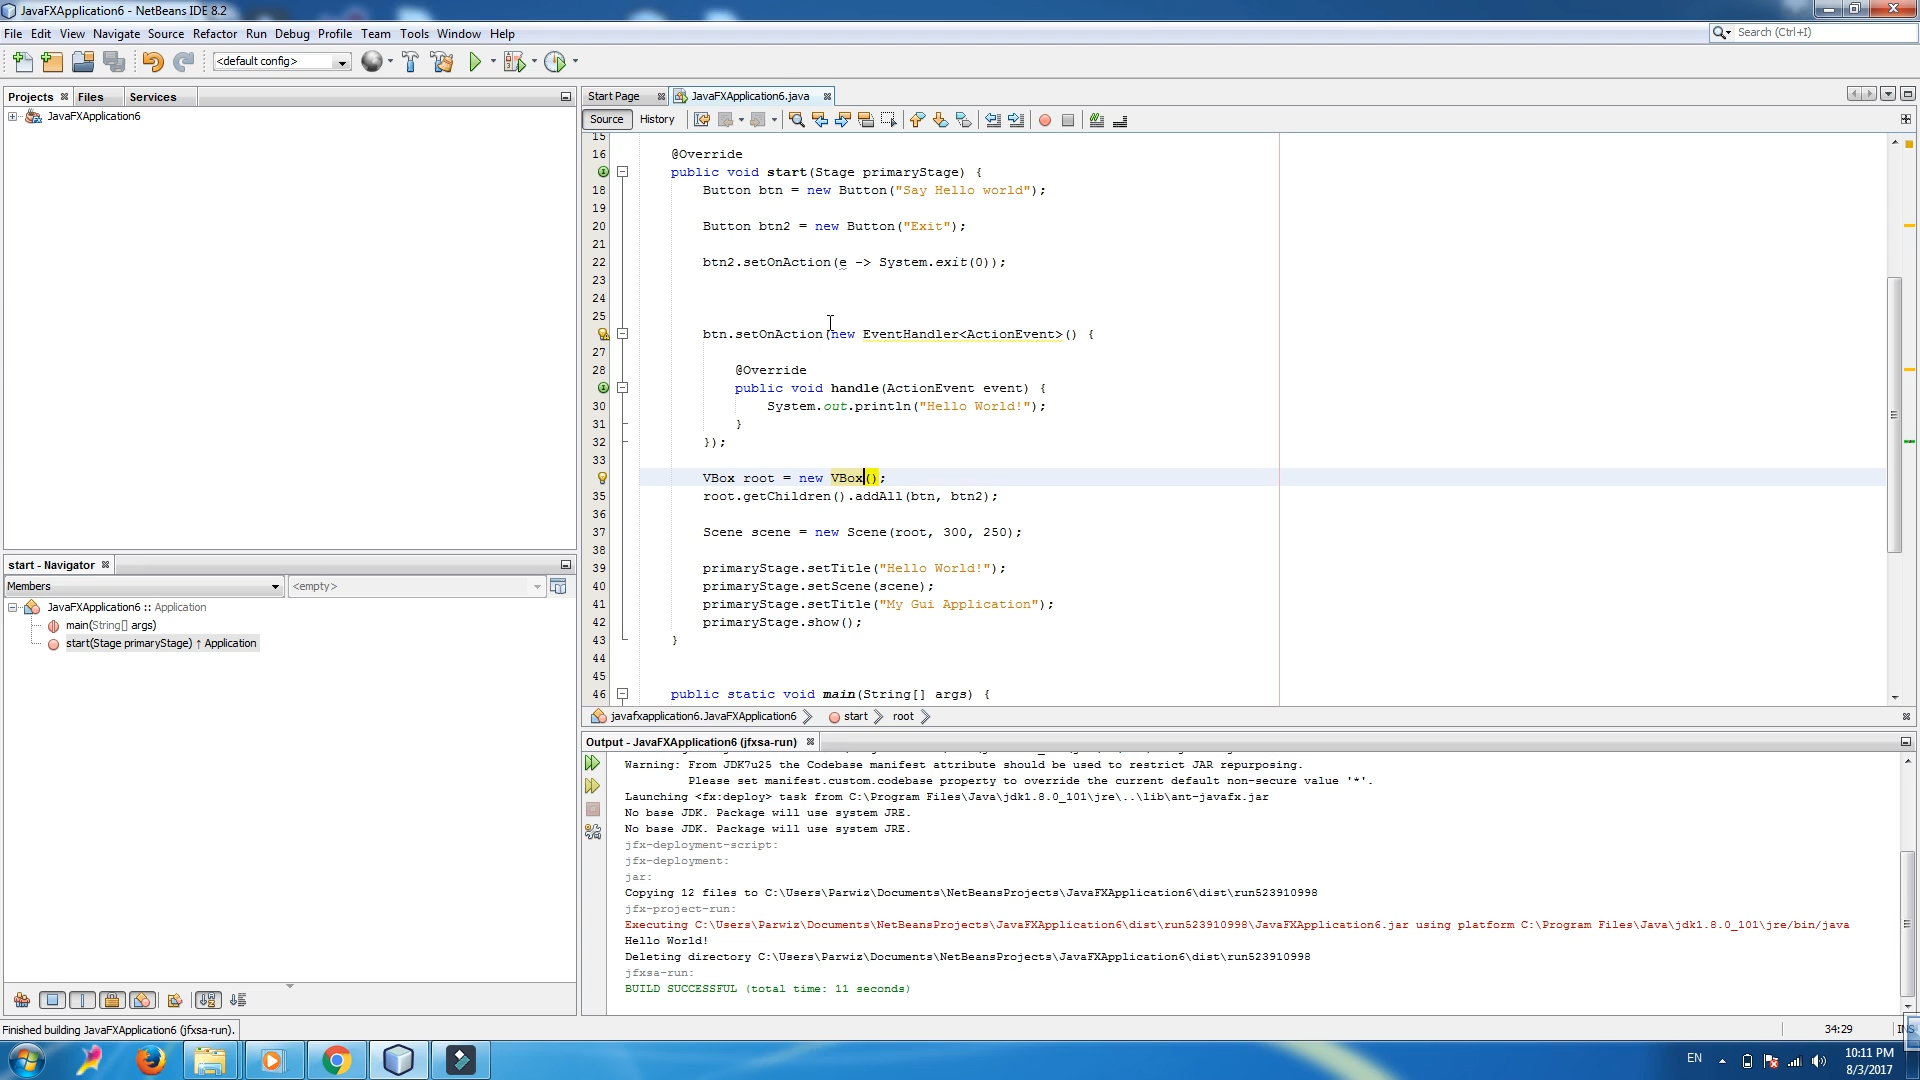 JavaFXApplication6 - NetBeans IDE 8.2
File Edit View Navigate Source Refactor Run Debug Profile Team Tools Window Help
Search (Ctrl+I)
<default config>
Projects Files Services
Start Page JavaFXApplication6.java
JavaFXApplication6
Source History
15
16 @Override
public void start(Stage primaryStage) {
18 Button btn = new Button("Say Hello world");
19
20 Button btn2 = new Button("Exit");
21
22 btn2.setOnAction(e -> System.exit(0));
23
24
25
btn.setOnAction(new EventHandler<ActionEvent>() {
27
28 @Override
public void handle(ActionEvent event) {
30 System.out.println("Hello World!");
31 }
32 });
33
VBox root = new VBox();
35 root.getChildren().addAll(btn, btn2);
36
37 Scene scene = new Scene(root, 300, 250);
38
39 primaryStage.setTitle("Hello World!");
40 primaryStage.setScene(scene);
41 primaryStage.setTitle("My Gui Application");
42 primaryStage.show();
43 }
44
45
46 public static void main(String[] args) {
javafxapplication6.JavaFXApplication6 start root
start - Navigator
Members <empty>
JavaFXApplication6 :: Application
main(String[] args)
start(Stage primaryStage) ↑ Application
Output - JavaFXApplication6 (jfxsa-run)
Warning: From JDK7u25 the Codebase manifest attribute should be used to restrict JAR repurposing.
Please set manifest.custom.codebase property to override the current default non-secure value '*'.
Launching <fx:deploy> task from C:\Program Files\Java\jdk1.8.0_101\jre\..\lib\ant-javafx.jar
No base JDK. Package will use system JRE.
No base JDK. Package will use system JRE.
jfx-deployment-script:
jfx-deployment:
jar:
Copying 12 files to C:\Users\Parwiz\Documents\NetBeansProjects\JavaFXApplication6\dist\run523910998
jfx-project-run:
Executing C:\Users\Parwiz\Documents\NetBeansProjects\JavaFXApplication6\dist\run523910998\JavaFXApplication6.jar using platform C:\Program Files\Java\jdk1.8.0_101\jre/bin/java
Hello World!
Deleting directory C:\Users\Parwiz\Documents\NetBeansProjects\JavaFXApplication6\dist\run523910998
jfxsa-run:
BUILD SUCCESSFUL (total time: 11 seconds)
Finished building JavaFXApplication6 (jfxsa-run).
34:29
EN
10:11 PM
8/3/2017